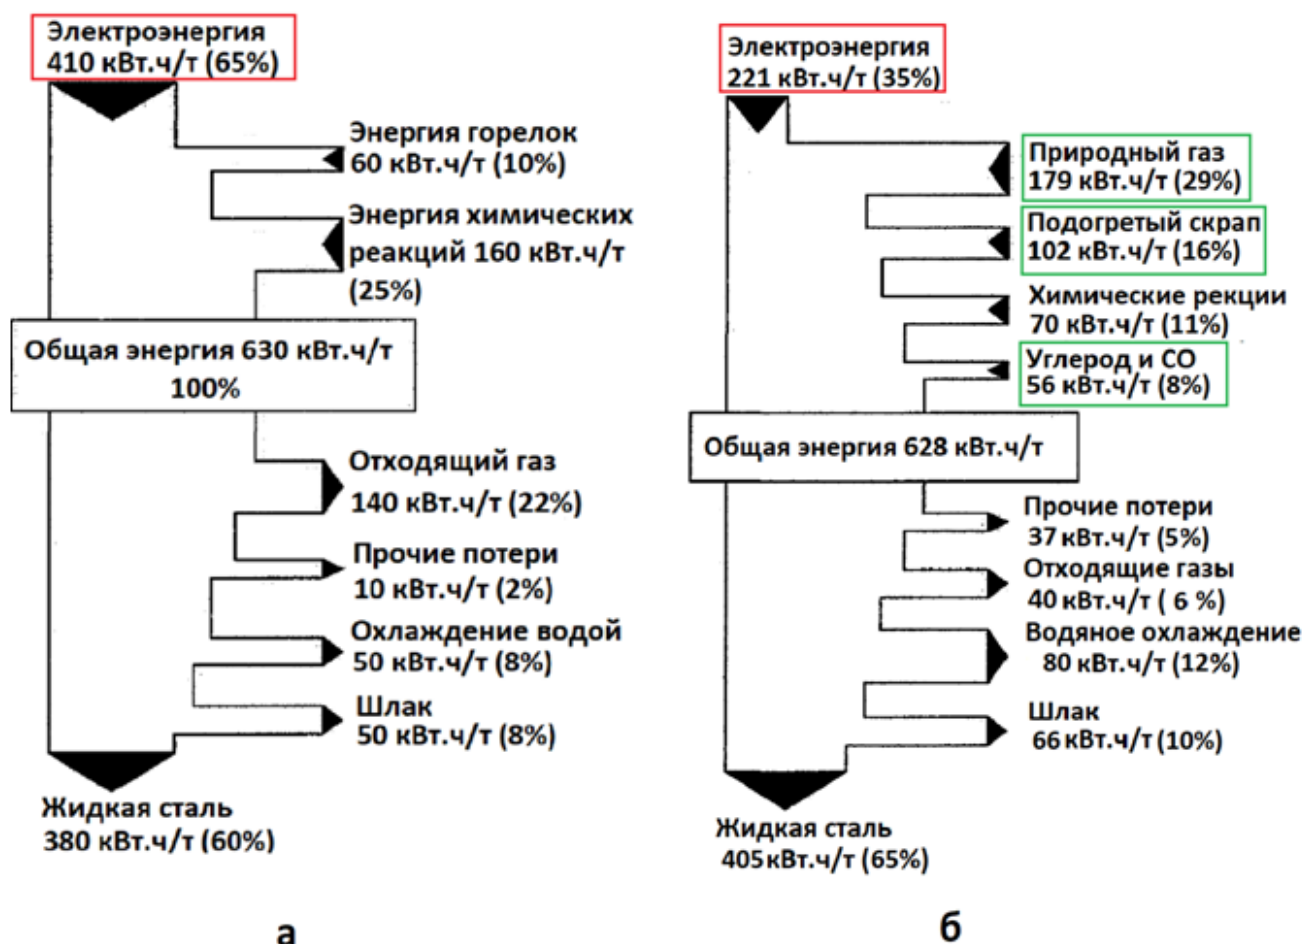 Электроэнергия
410 кВт.ч/т (65%)
Энергия горелок
60 кВт.ч/т (10%)
Энергия химических
реакций 160 кВт.ч/т
(25%)
Общая энергия 630 кВт.ч/т
100%
Отходящий газ
140 кВт.ч/т (22%)
Прочие потери
10 кВт.ч/т (2%)
Охлаждение водой
50 кВт.ч/т (8%)
Шлак
50 кВт.ч/т (8%)
Жидкая сталь
380 кВт.ч/т (60%)
а
Электроэнергия
221 кВт.ч/т (35%)
Природный газ
179 кВт.ч/т (29%)
Подогретый скрап
102 кВт.ч/т (16%)
Химические рекции
70 кВт.ч/т (11%)
Углерод и СО
56 кВт.ч/т (8%)
Общая энергия 628 кВт.ч/т
Прочие потери
37 кВт.ч/т (5%)
Отходящие газы
40 кВт.ч/т ( 6 %)
Водяное охлаждение
80 кВт.ч/т (12%)
Шлак
66 кВт.ч/т (10%)
Жидкая сталь
405кВт.ч/т (65%)
б